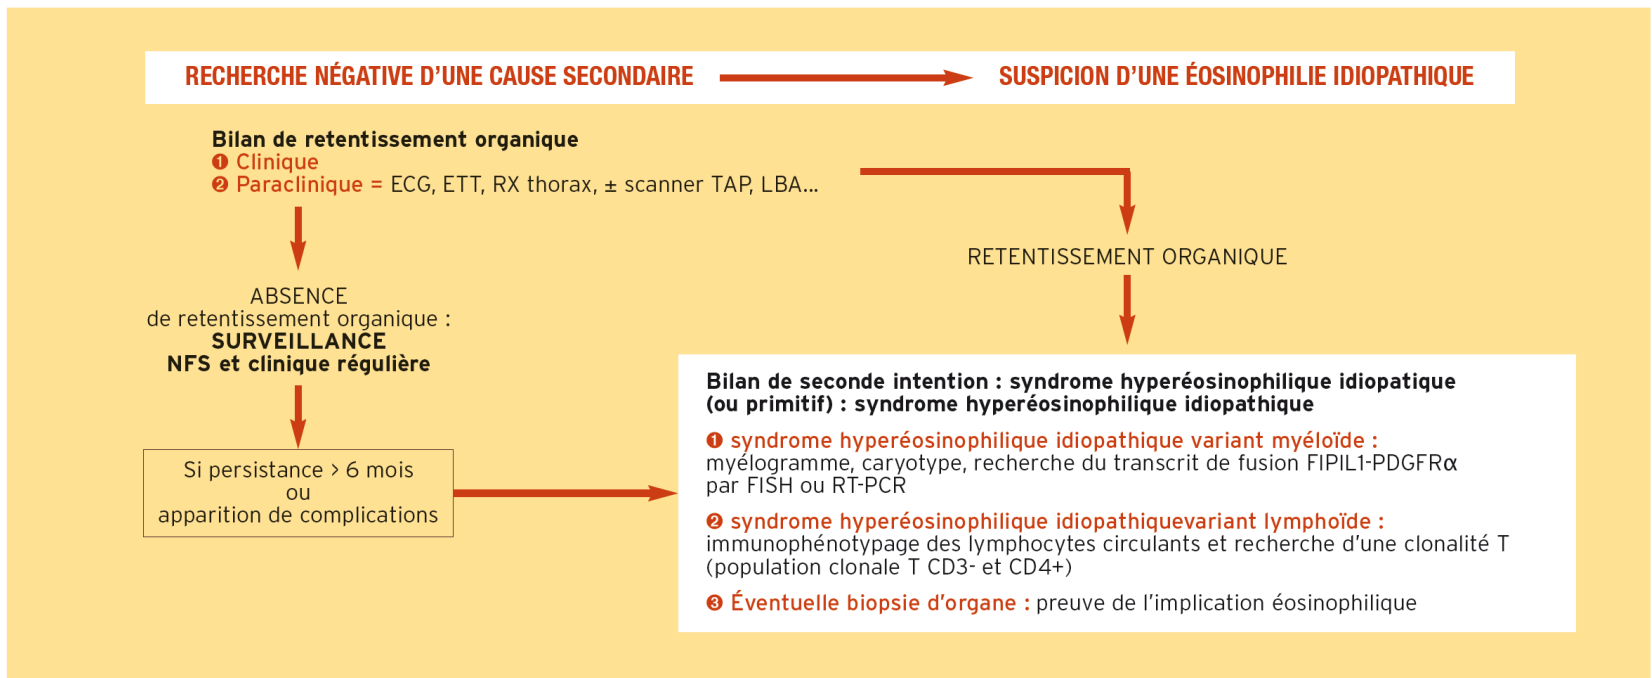 RECHERCHE NÉGATIVE D’UNE CAUSE SECONDAIRE
SUSPICION D’UNE ÉOSINOPHILIE IDIOPATHIQUE
Bilan de retentissement organique
❶ Clinique
❷ Paraclinique = ECG, ETT, RX thorax, ± scanner TAP, LBA...
RETENTISSEMENT ORGANIQUE
ABSENCE
de retentissement organique :
SURVEILLANCE
NFS et clinique régulière
Si persistance > 6 mois
ou
apparition de complications
Bilan de seconde intention : syndrome hyperéosinophilique idiopatique
(ou primitif) : syndrome hyperéosinophilique idiopathique
❶ syndrome hyperéosinophilique idiopathique variant myéloïde :
myélogramme, caryotype, recherche du transcrit de fusion FIPIL1-PDGFRα
par FISH ou RT-PCR
❷ syndrome hyperéosinophilique idiopathiquevariant lymphoïde :
immunophénotypage des lymphocytes circulants et recherche d’une clonalité T
(population clonale T CD3- et CD4+)
❸ Éventuelle biopsie d’organe : preuve de l’implication éosinophilique